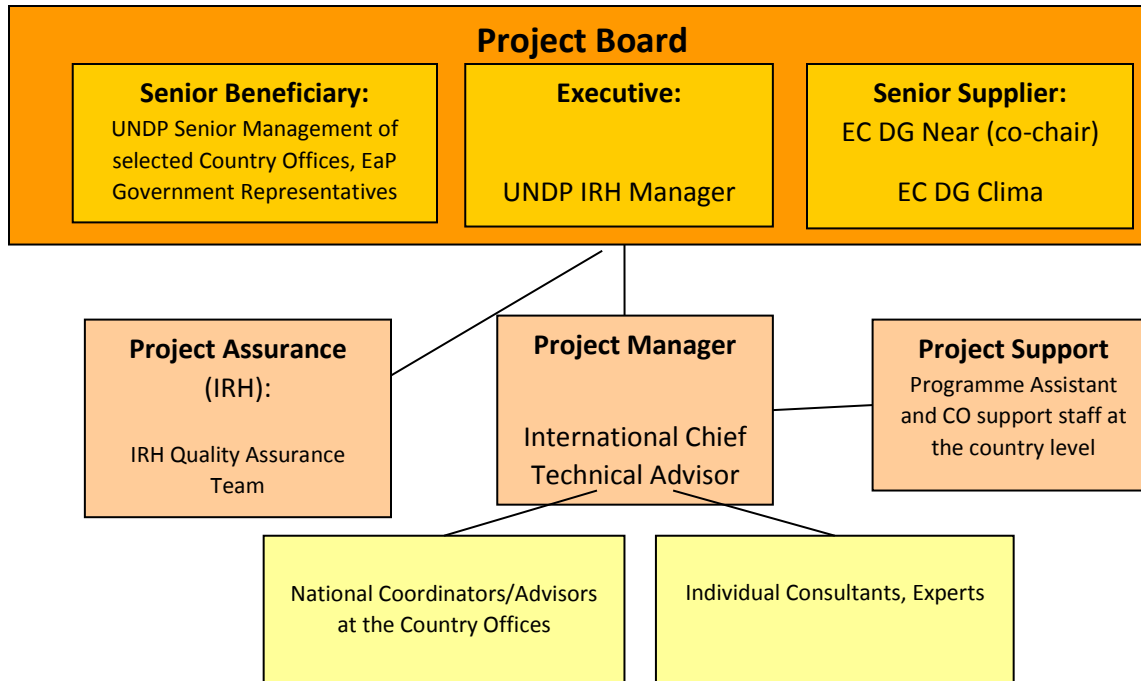 Project Board
Senior Beneficiary:
UNDP Senior Management of
selected Country Offices, EaP
Government Representatives
Executive:
UNDP IRH Manager
Senior Supplier:
EC DG Near (co-chair)
EC DG Clima
Project Assurance
(IRH):
IRH Quality Assurance
Team
Project Manager
International Chief
Technical Advisor
Project Support
Programme Assistant
and CO support staff at
the country level
National Coordinators/Advisors
at the Country Offices
Individual Consultants, Experts